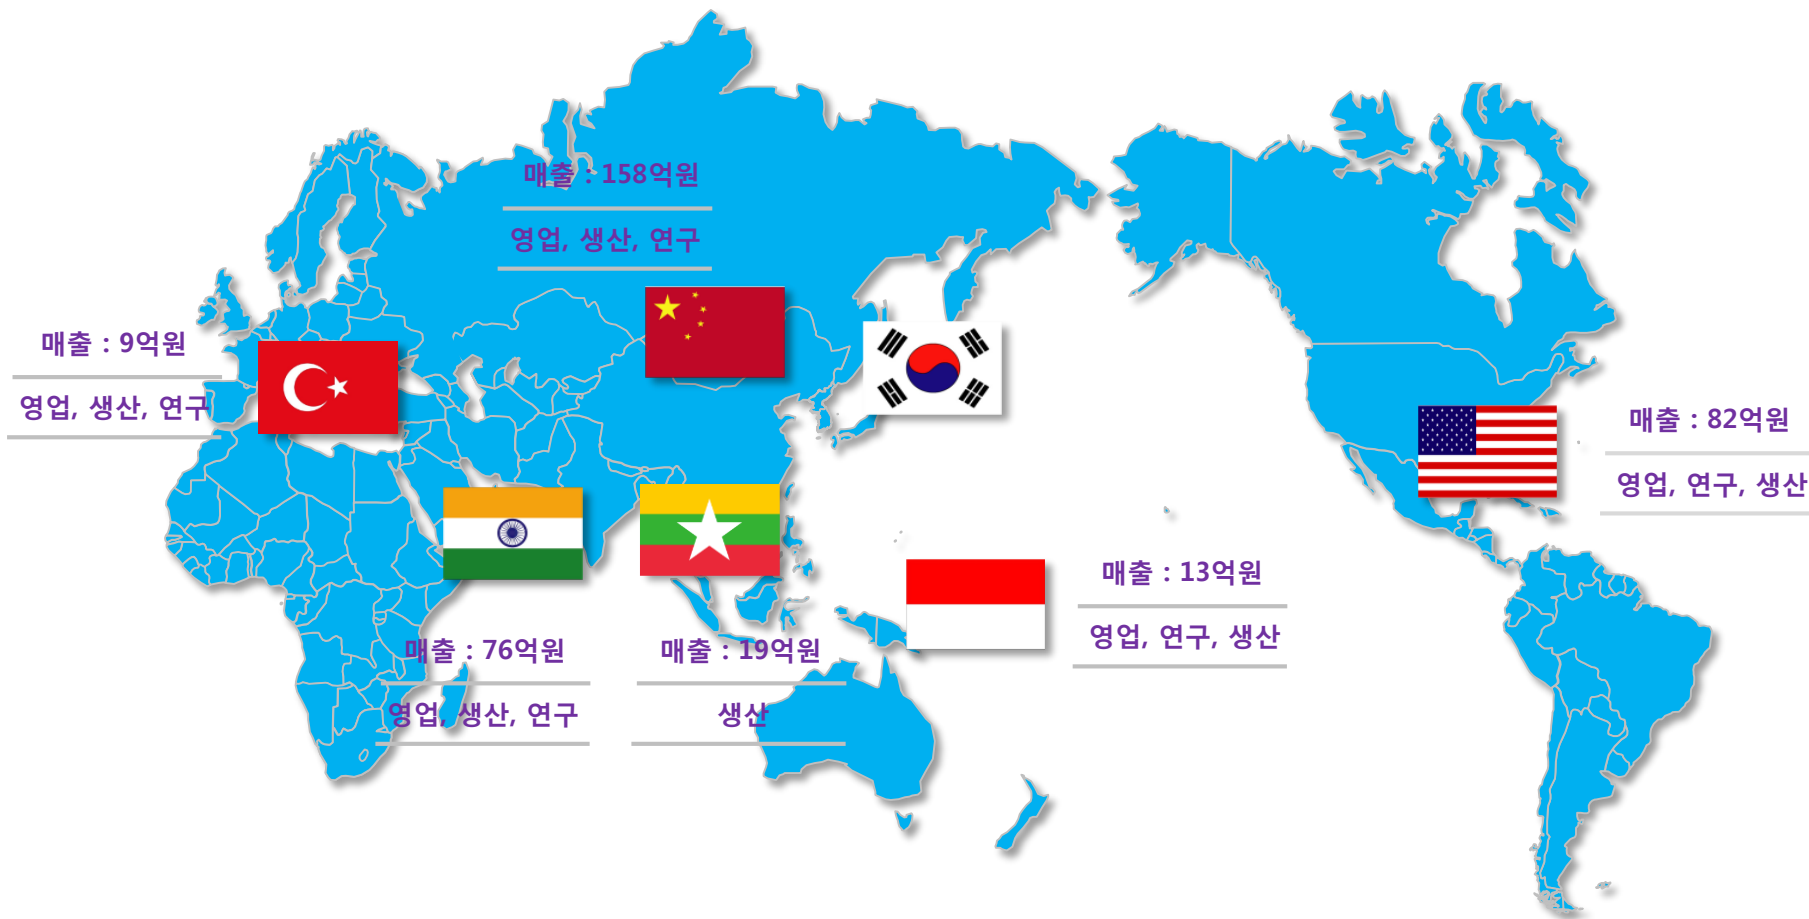 매출 : 158억원
영업, 생산, 연구
매출 : 9억원
영업, 생산, 연구
매출 : 82억원
영업, 연구, 생산
매출 : 13억원
영업, 연구, 생산
매출 : 76억원
영업, 생산, 연구
매출 : 19억원
생산